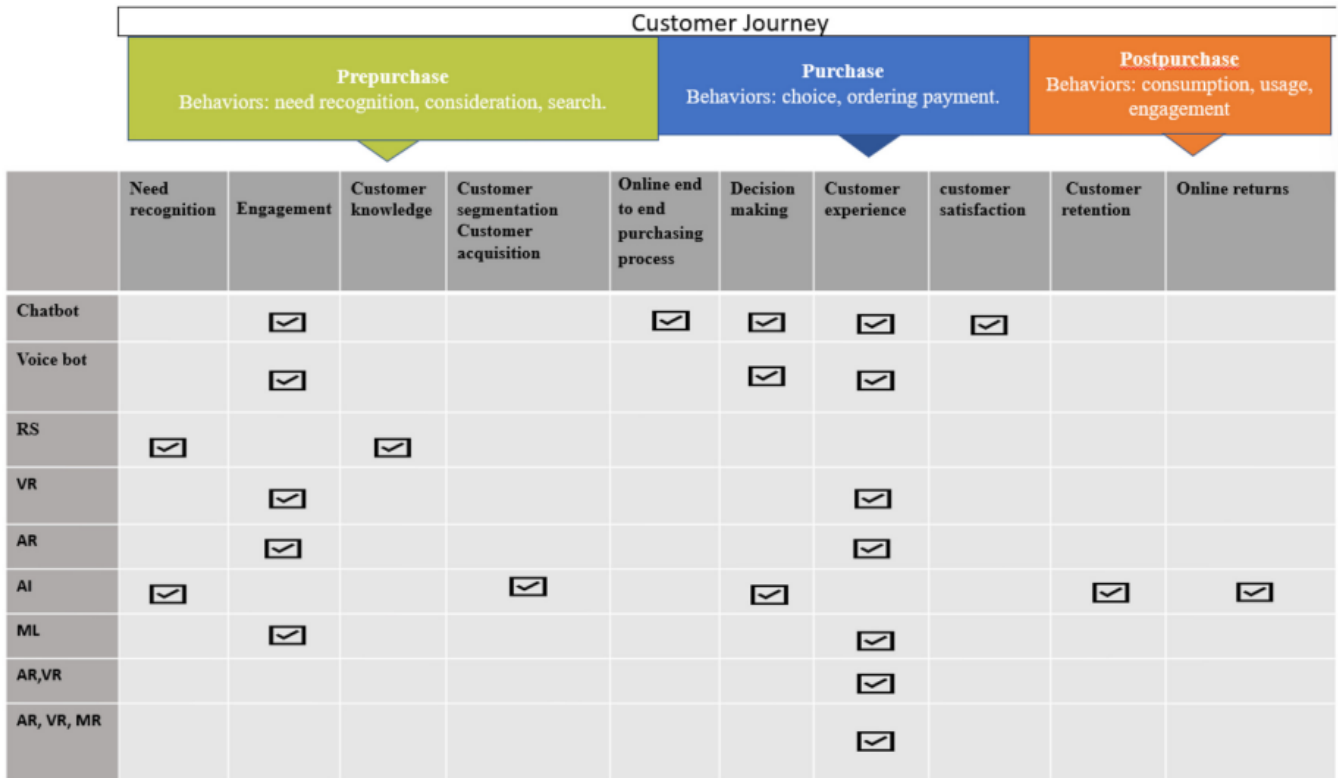 Customer Journey
Prepurchase
Behaviors: need recognition, consideration, search.
Purchase
Behaviors: choice, ordering payment.
Postpurchase
Behaviors: consumption, usage,
engagement
Need
recognition
Engagement
Customer
knowledge
Customer
segmentation
Customer
acquisition
Online end
to end
purchasing
process
Decision
making
Customer
experience
customer
satisfaction
Customer
retention
Online returns
Chatbot
Voice bot
RS
VR
AR
AI
ML
AR,VR
AR, VR, MR